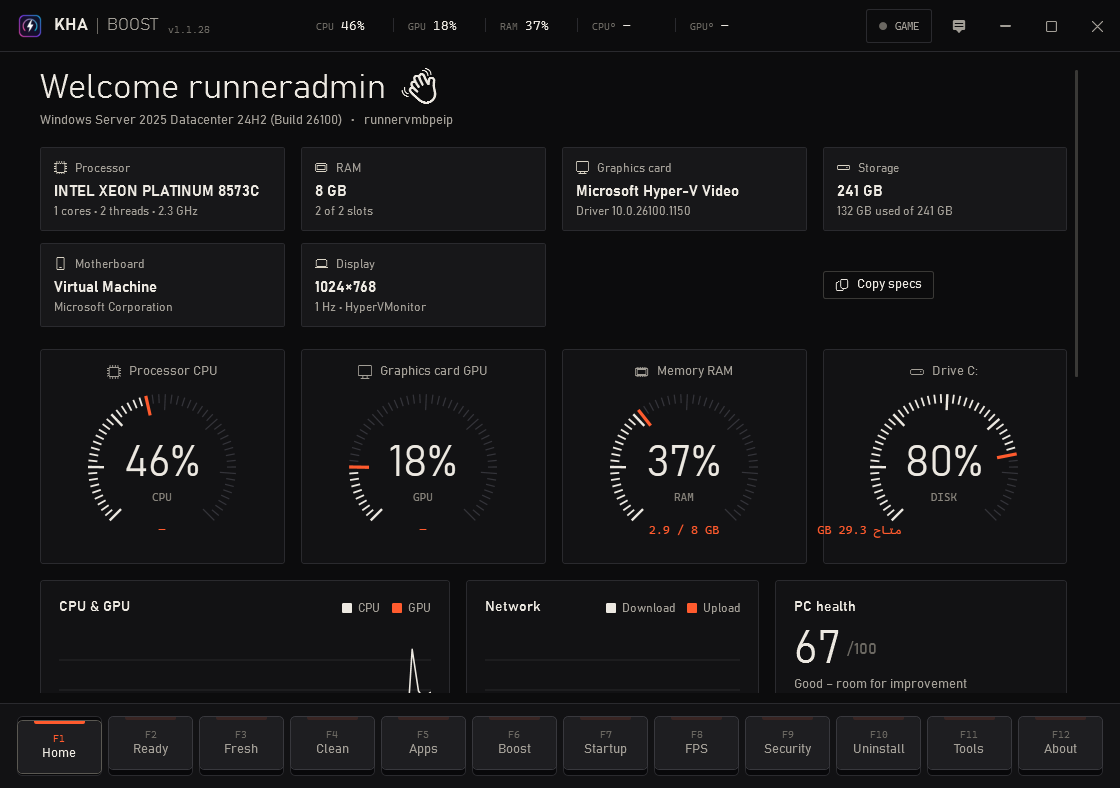 KHA | BOOST v1.1.28
CPU 46% GPU 18% RAM 37% CPU° — GPU° —
GAME
Welcome runneradmin
Windows Server 2025 Datacenter 24H2 (Build 26100) • runnervmbpeip
Processor
INTEL XEON PLATINUM 8573C
1 cores • 2 threads • 2.3 GHz
RAM
8 GB
2 of 2 slots
Graphics card
Microsoft Hyper-V Video
Driver 10.0.26100.1150
Storage
241 GB
132 GB used of 241 GB
Motherboard
Virtual Machine
Microsoft Corporation
Display
1024×768
1 Hz • HyperVMonitor
Copy specs
Processor CPU
46%
CPU
—
Graphics card GPU
18%
GPU
—
Memory RAM
37%
RAM
2.9 / 8 GB
Drive C:
80%
DISK
متاح 29.3 GB
CPU & GPU
CPU GPU
Network
Download Upload
PC health
67 /100
Good – room for improvement
F1 Home
F2 Ready
F3 Fresh
F4 Clean
F5 Apps
F6 Boost
F7 Startup
F8 FPS
F9 Security
F10 Uninstall
F11 Tools
F12 About